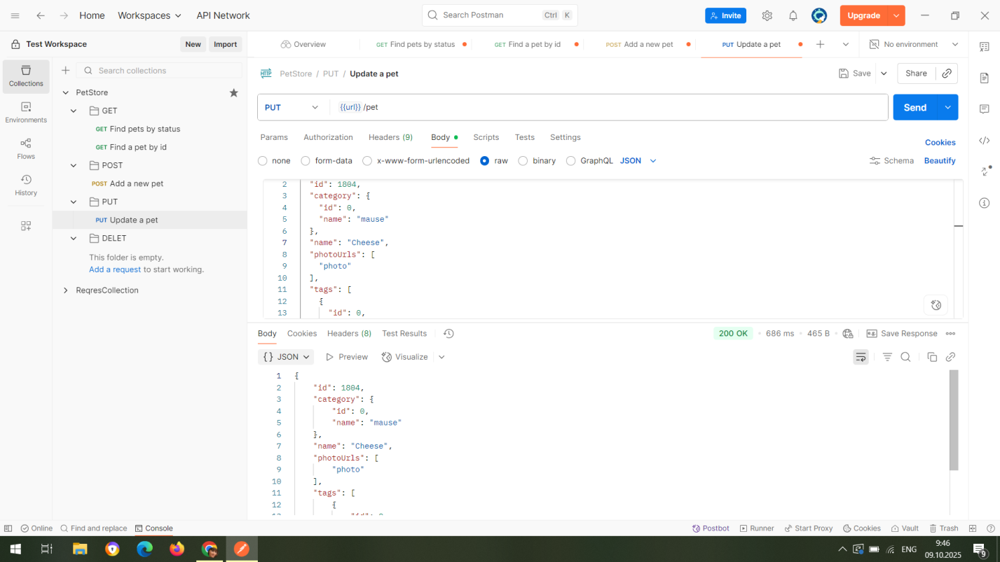 Home Workspaces API Network Search Postman Ctrl K Invite Upgrade
Test Workspace New Import
Overview GET Find pets by status GET Find a pet by id POST Add a new pet PUT Update a pet No environment
Collections
Environments
Flows
History
Search collections
PetStore
GET
GET Find pets by status
GET Find a pet by id
POST
POST Add a new pet
PUT
PUT Update a pet
DELET
This folder is empty.
Add a request to start working.
ReqresCollection
HTTP PetStore / PUT / Update a pet Save Share
PUT {{url}} /pet Send
Params Authorization Headers (9) Body Scripts Tests Settings Cookies
none form-data x-www-form-urlencoded raw binary GraphQL JSON Schema Beautify
2 "id": 1804,
3 "category": {
4 "id": 0,
5 "name": "mause"
6 },
7 "name": "Cheese",
8 "photoUrls": [
9 "photo"
10 ],
11 "tags": [
12 {
13 "id": 0,
Body Cookies Headers (8) Test Results 200 OK • 686 ms • 465 B • e.g. Save Response
{} JSON Preview Visualize
1 {
2 "id": 1804,
3 "category": {
4 "id": 0,
5 "name": "mause"
6 },
7 "name": "Cheese",
8 "photoUrls": [
9 "photo"
10 ],
11 "tags": [
12 {
Online Find and replace Console Postbot Runner Start Proxy Cookies Vault Trash
ENG
9:46
09.10.2025
9